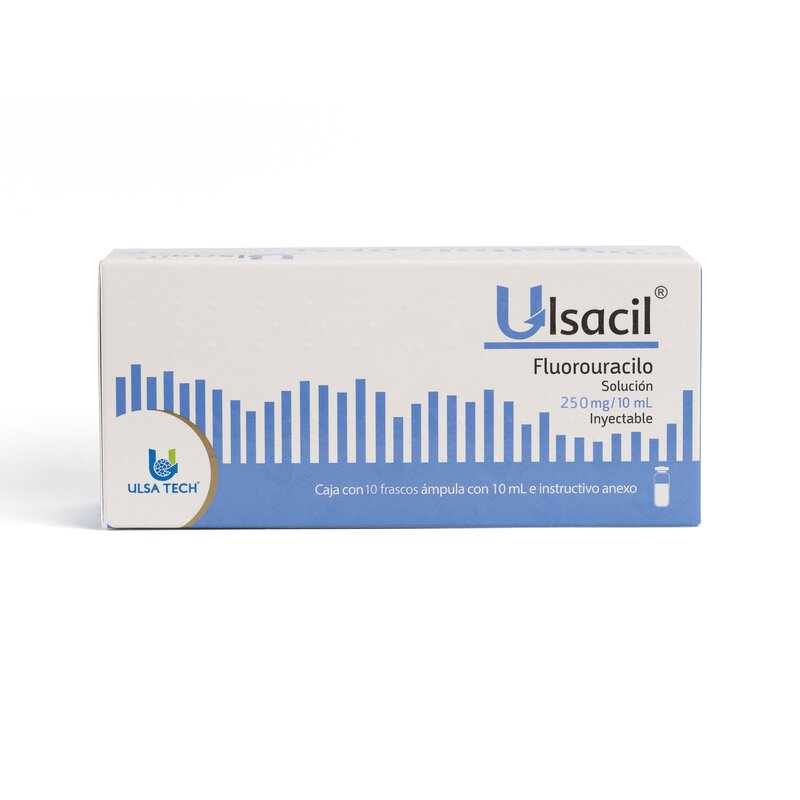 Ulsacil®
Fluorouracilo
Solución
250 mg/10 mL
Inyectable
ULSA TECH®
Caja con 10 frascos ámpula con 10 mL e instructivo anexo